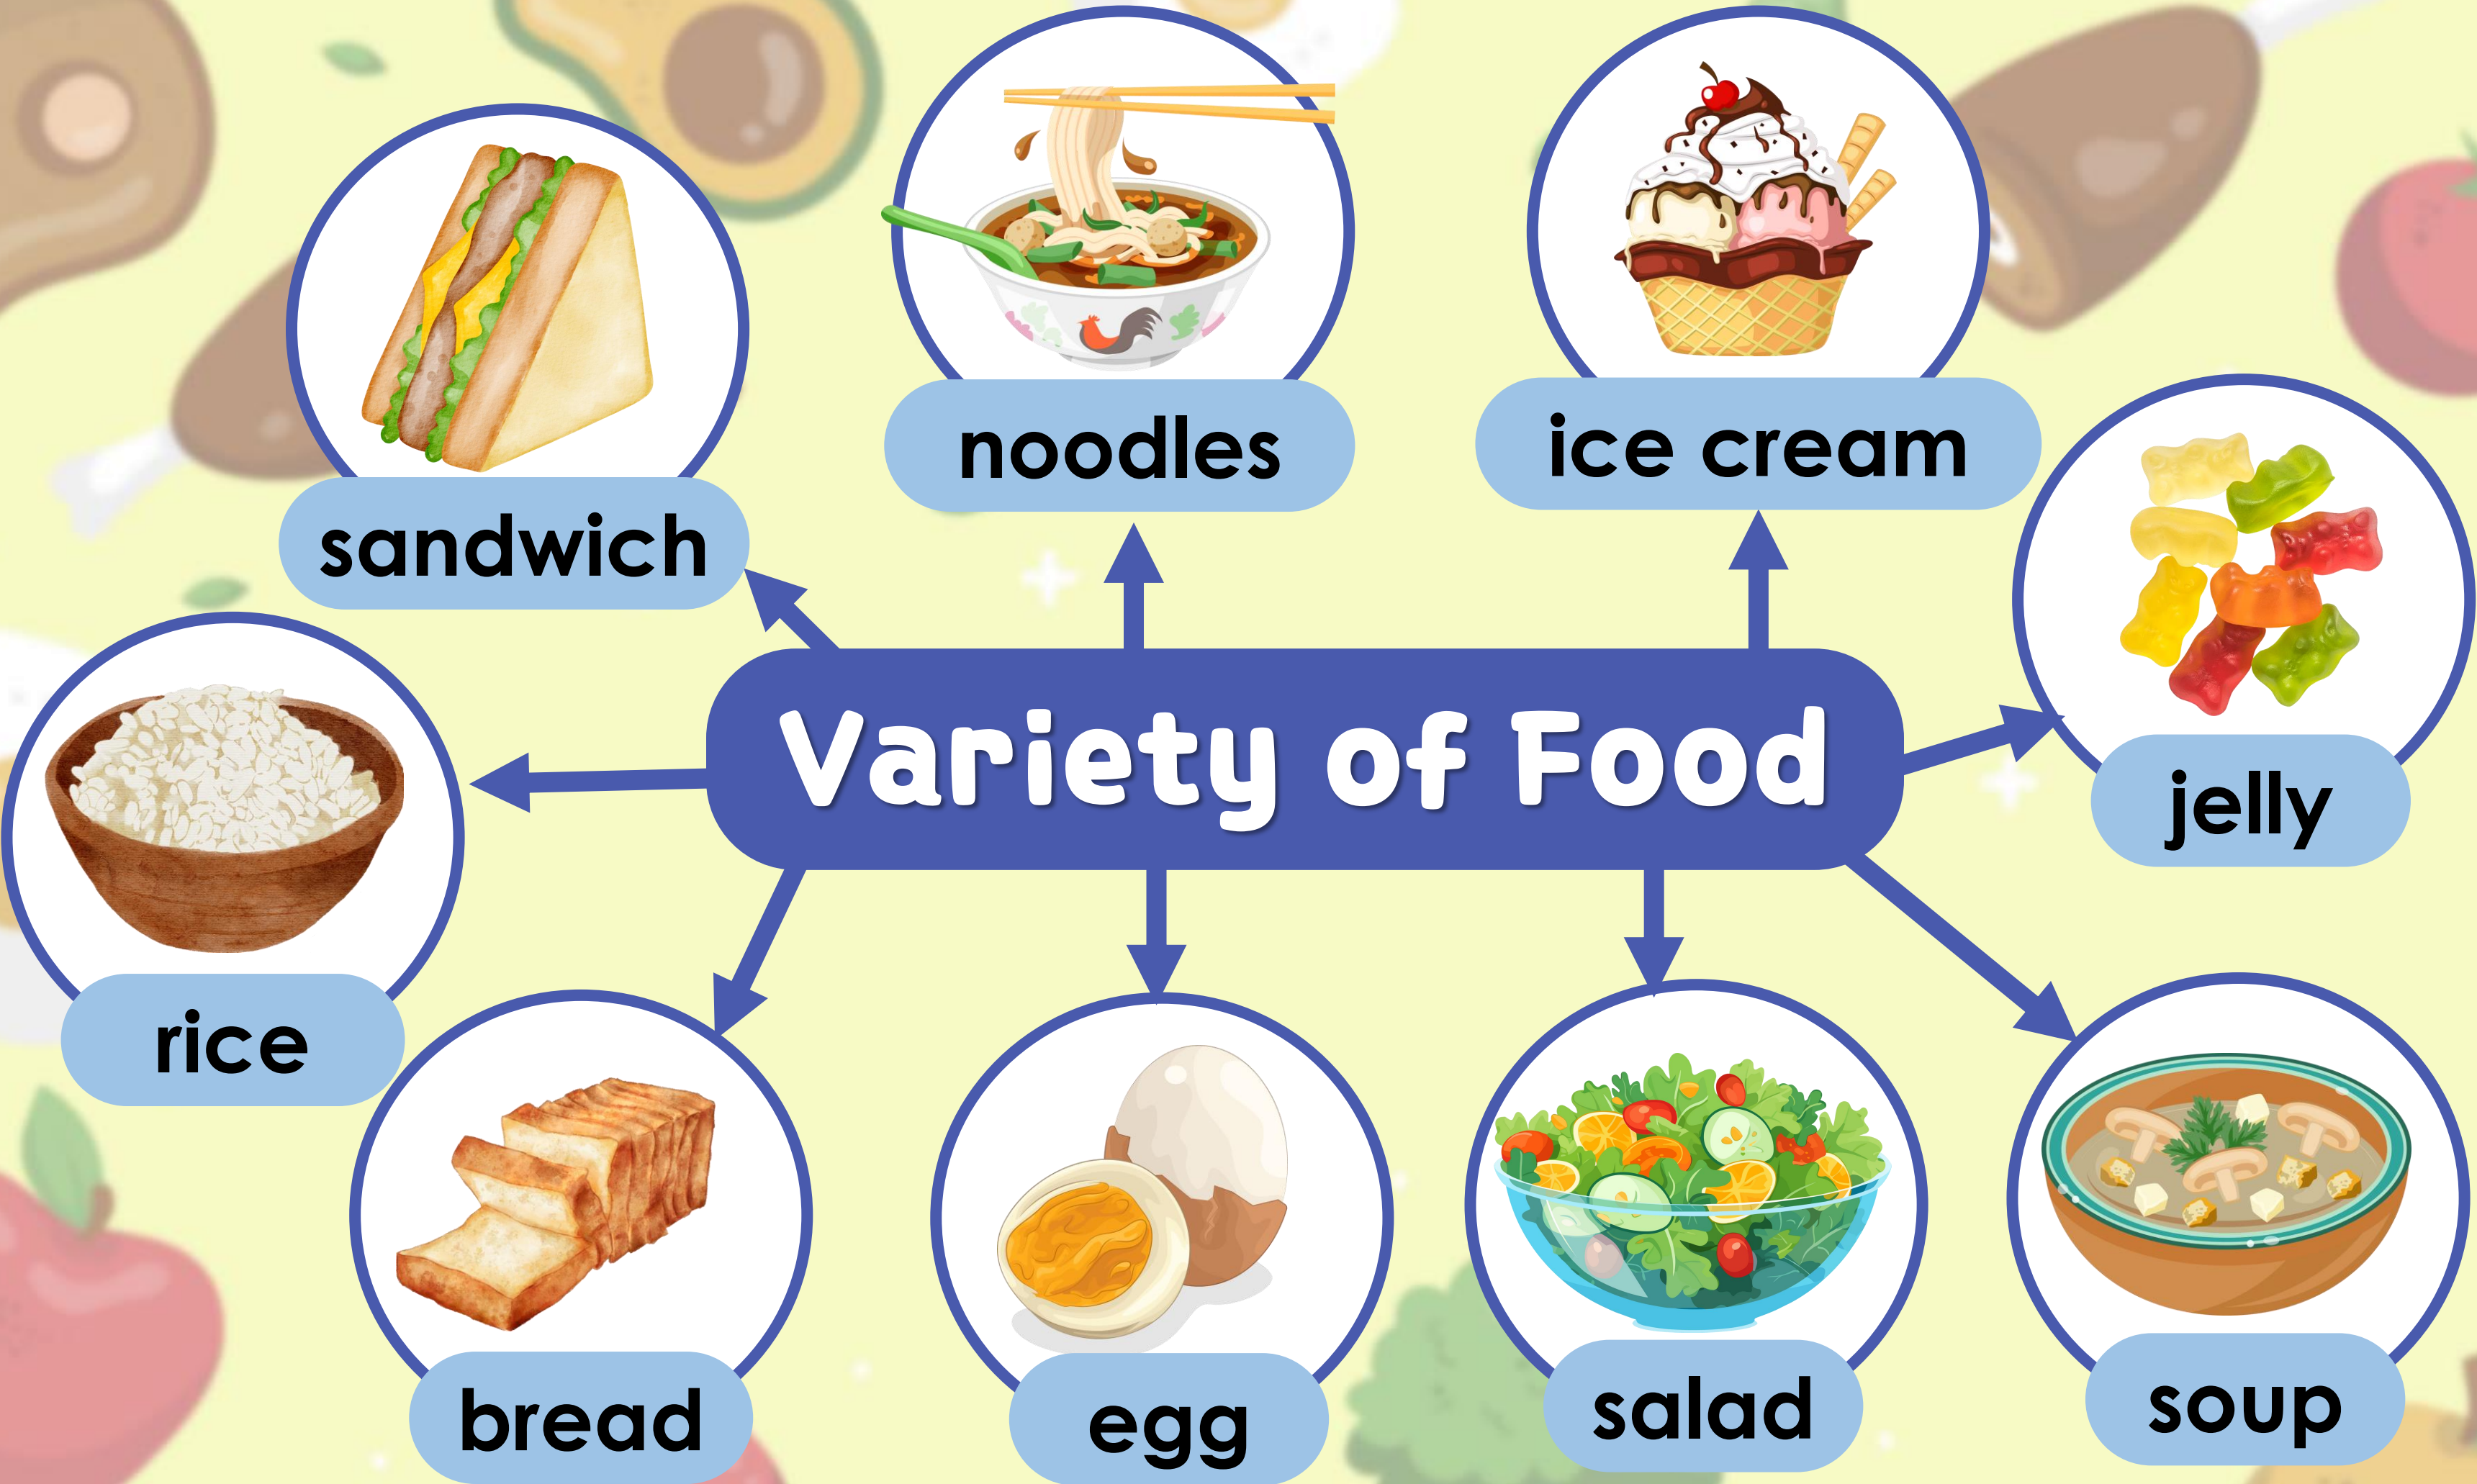 noodles
ice cream
sandwich
Variety of Food
jelly
rice
bread
egg
salad
soup